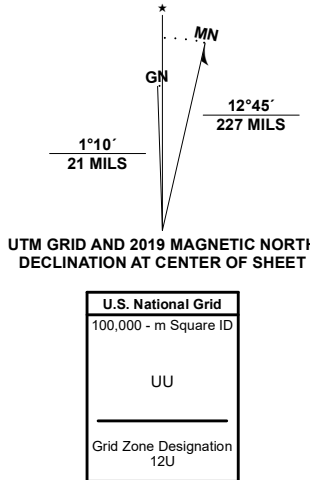 ★
MN
GN
12°45´
227 MILS
1°10´
21 MILS
UTM GRID AND 2019 MAGNETIC NORTH
DECLINATION AT CENTER OF SHEET
U.S. National Grid
100,000 - m Square ID
UU
Grid Zone Designation
12U